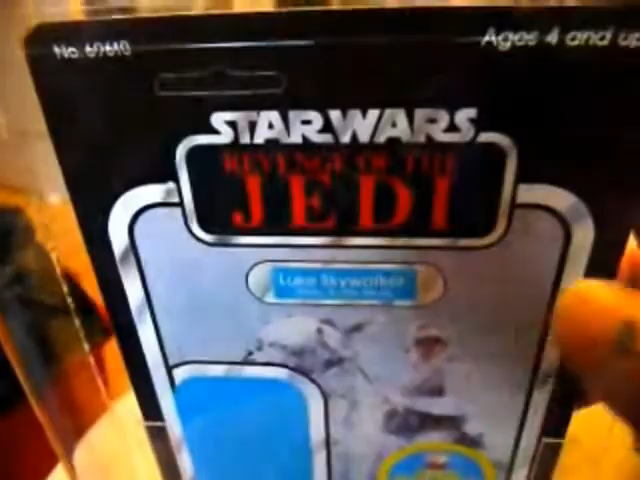 No. 69610
Ages 4 and up
STAR WARS
REVENGE OF THE
JEDI
Luke Skywalker